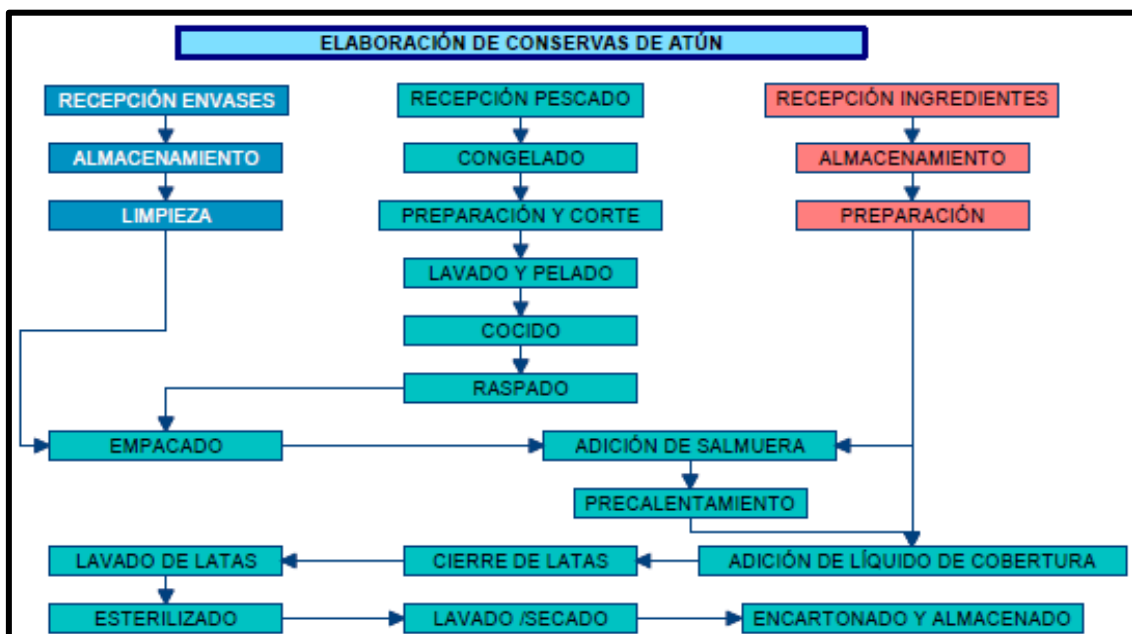 ELABORACIÓN DE CONSERVAS DE ATÚN
RECEPCIÓN ENVASES
RECEPCIÓN PESCADO
RECEPCIÓN INGREDIENTES
ALMACENAMIENTO
CONGELADO
ALMACENAMIENTO
LIMPIEZA
PREPARACIÓN Y CORTE
PREPARACIÓN
LAVADO Y PELADO
COCIDO
RASPADO
EMPACADO
ADICIÓN DE SALMUERA
PRECALENTAMIENTO
LAVADO DE LATAS
CIERRE DE LATAS
ADICIÓN DE LÍQUIDO DE COBERTURA
ESTERILIZADO
LAVADO /SECADO
ENCARTONADO Y ALMACENADO